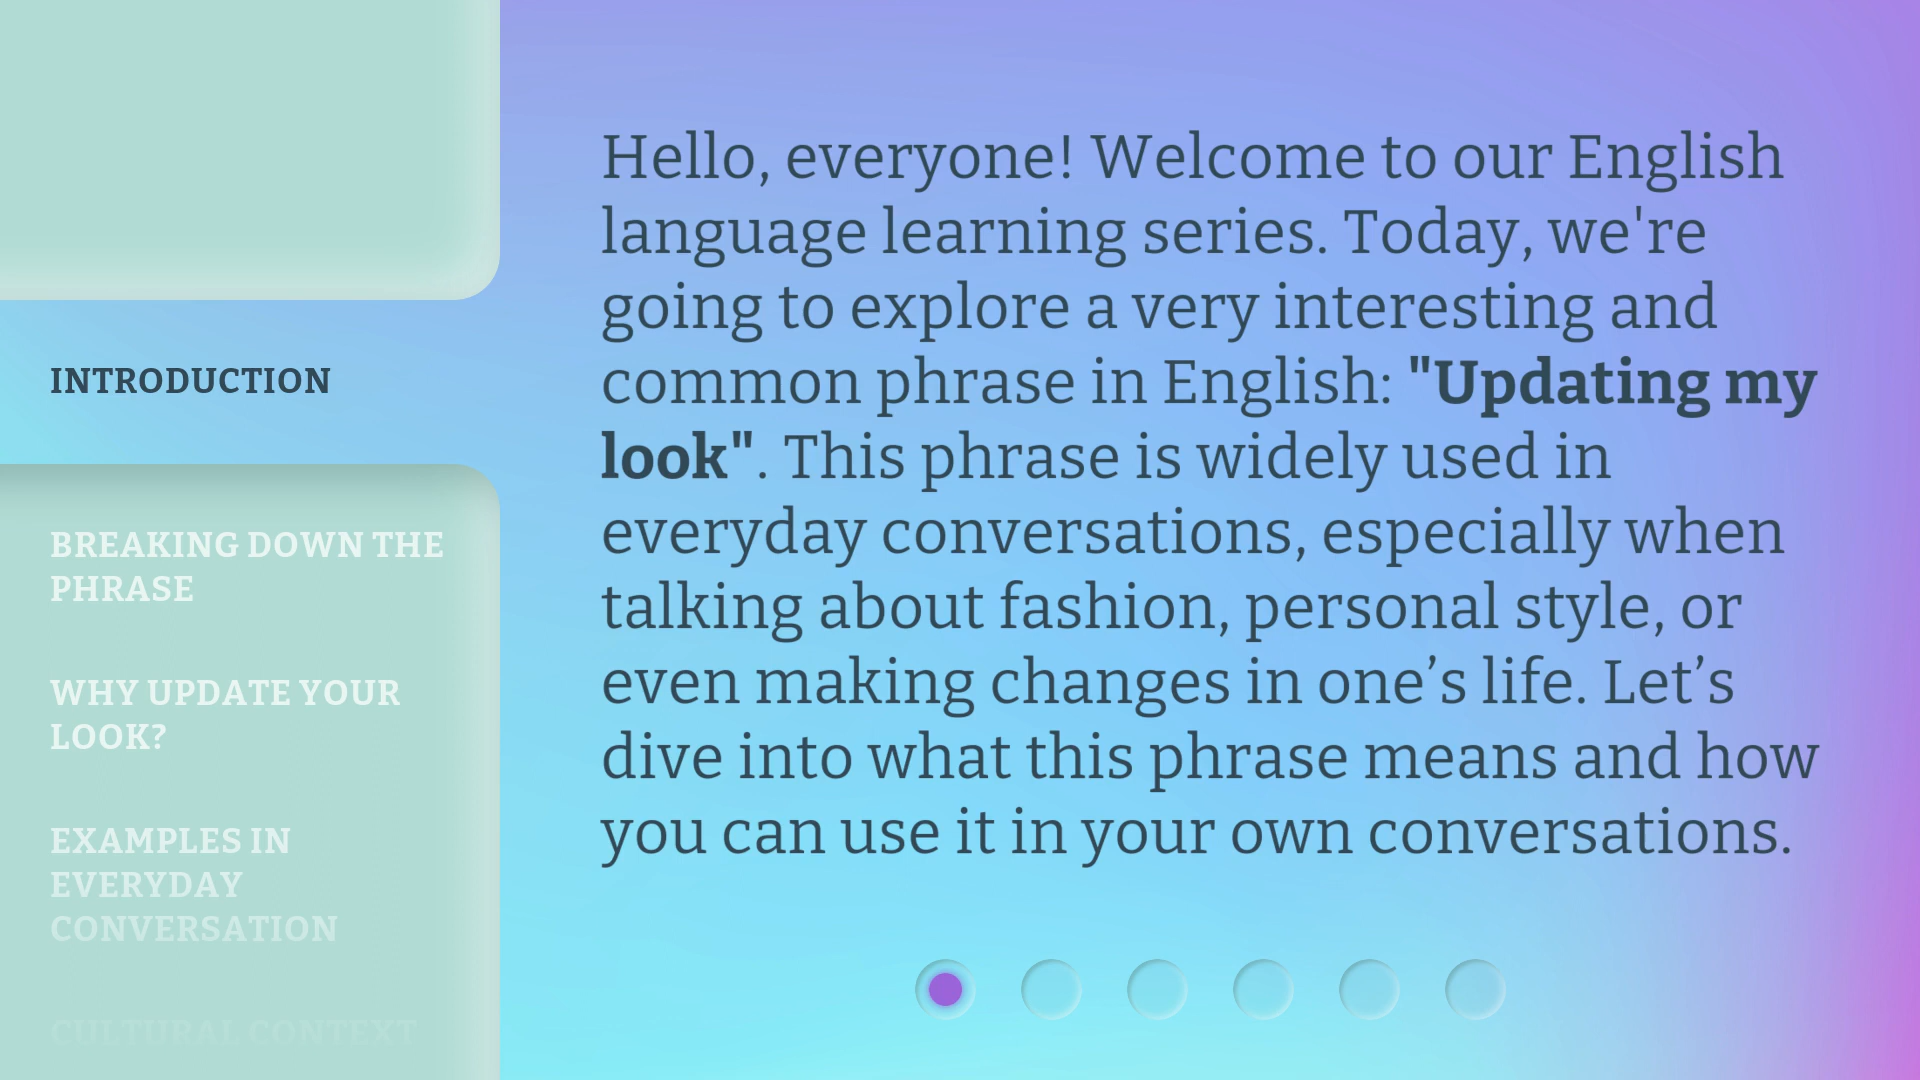 INTRODUCTION
BREAKING DOWN THE
PHRASE
WHY UPDATE YOUR
LOOK?
EXAMPLES IN
EVERYDAY
CONVERSATION
CULTURAL CONTEXT
Hello, everyone! Welcome to our English
language learning series. Today, we're
going to explore a very interesting and
common phrase in English: "Updating my
look". This phrase is widely used in
everyday conversations, especially when
talking about fashion, personal style, or
even making changes in one’s life. Let’s
dive into what this phrase means and how
you can use it in your own conversations.